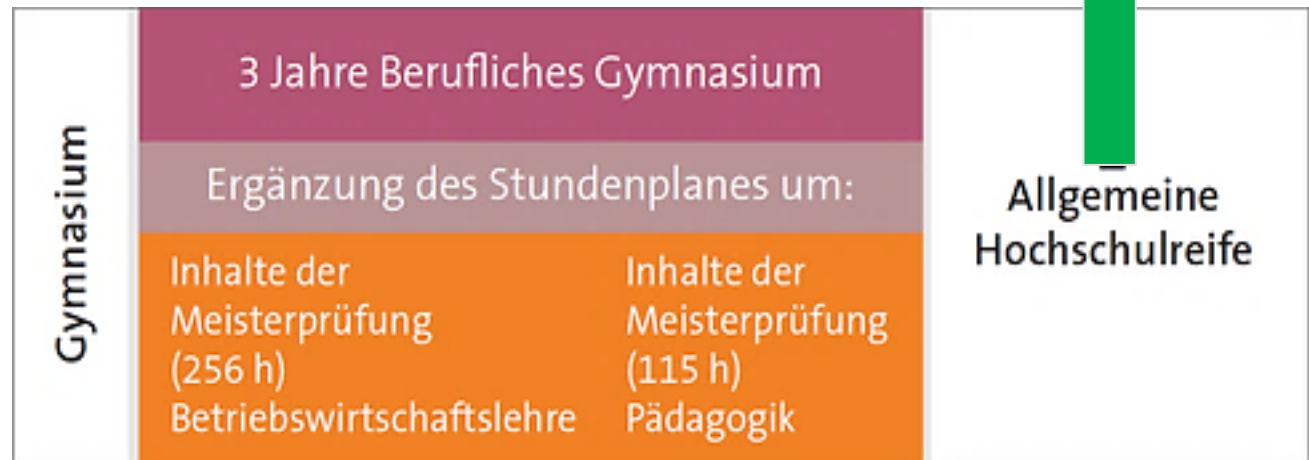 Gymnasium
3 Jahre Berufliches Gymnasium
Ergänzung des Stundenplanes um:
Inhalte der
Meisterprüfung
(256 h)
Betriebswirtschaftslehre
Inhalte der
Meisterprüfung
(115 h)
Pädagogik
Allgemeine
Hochschulreife